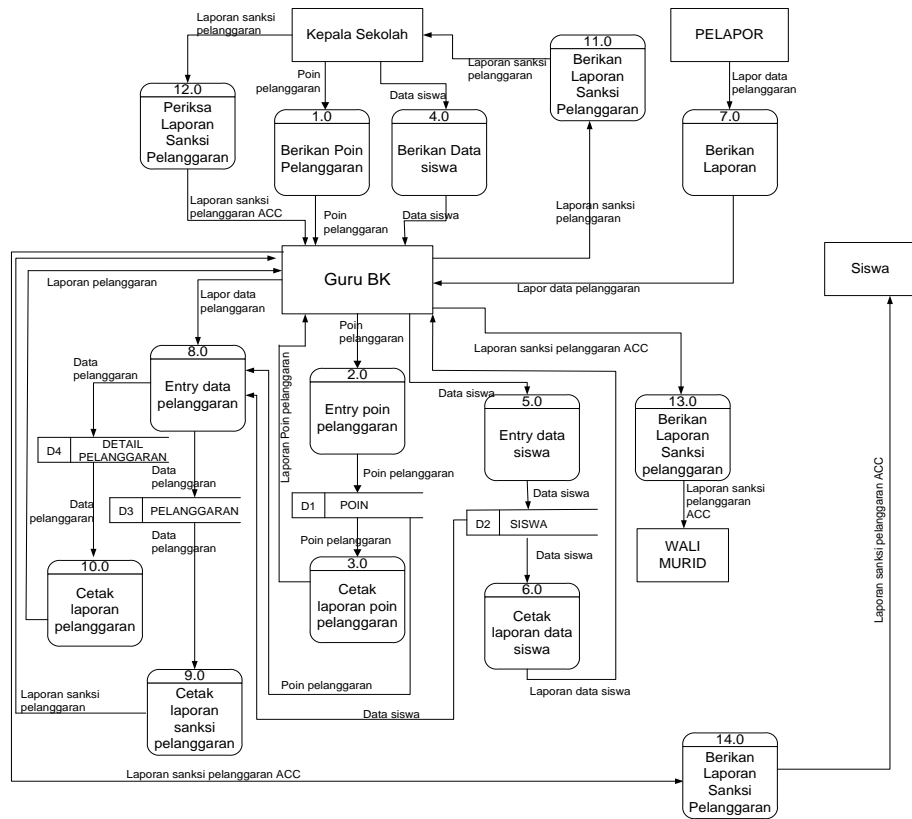 Laporan sanksi
pelanggaran
Kepala Sekolah
PELAPOR
11.0
Berikan
Laporan
Sanksi
Pelanggaran
Laporan sanksi
pelanggaran
Poin
pelanggaran
Data siswa
Lapor data
pelanggaran
12.0
Periksa
Laporan
Sanksi
Pelanggaran
1.0
Berikan Poin
Pelanggaran
4.0
Berikan Data
siswa
7.0
Berikan
Laporan
Laporan sanksi
pelanggaran ACC
Poin
pelanggaran
Data siswa
Laporan sanksi
pelanggaran
Guru BK
Siswa
Laporan pelanggaran
Lapor data pelanggaran
Lapor data
pelanggaran
Poin
pelanggaran
Laporan sanksi pelanggaran ACC
Data
pelanggaran
8.0
Entry data
pelanggaran
Laporan Poin pelanggaran
2.0
Entry poin
pelanggaran
Data siswa
5.0
Entry data
siswa
13.0
Berikan
Laporan
Sanksi
pelanggaran
D4
DETAIL
PELANGGARAN
Data
pelanggaran
Poin pelanggaran
Data siswa
Laporan sanksi
pelanggaran
ACC
Laporan sanksi pelanggaran ACC
Data
pelanggaran
D3
PELANGGARAN
D1
POIN
D2
SISWA
Data
pelanggaran
Poin pelanggaran
Data siswa
WALI
MURID
10.0
Cetak
laporan
pelanggaran
3.0
Cetak
laporan poin
pelanggaran
6.0
Cetak
laporan data
siswa
9.0
Cetak
laporan
sanksi
pelanggaran
Laporan sanksi
pelanggaran
Poin pelanggaran
Laporan data siswa
Data siswa
14.0
Berikan
Laporan
Sanksi
Pelanggaran
Laporan sanksi pelanggaran ACC